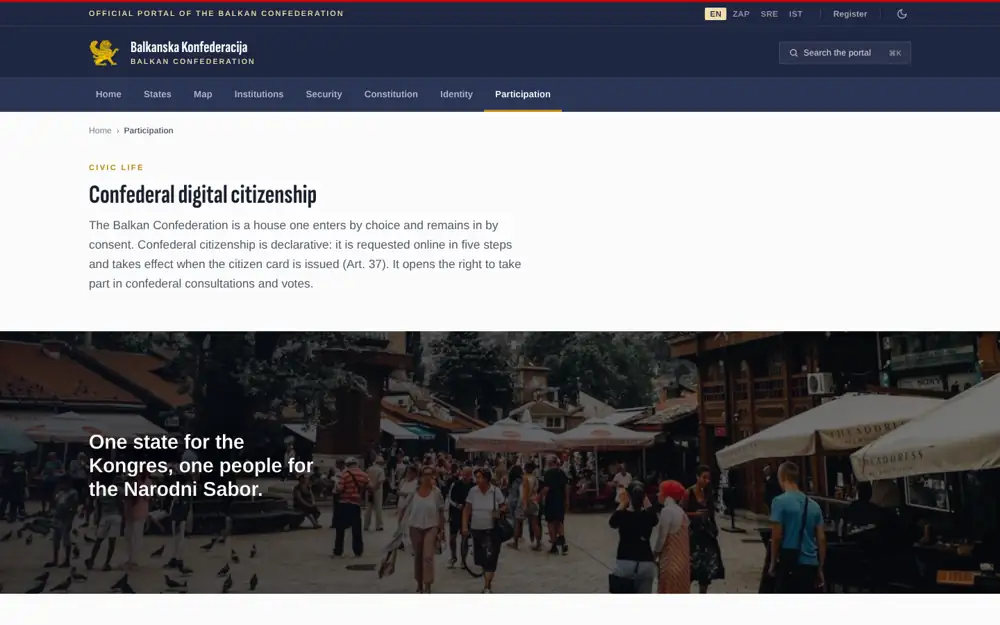 OFFICIAL PORTAL OF THE BALKAN CONFEDERATION
EN ZAP SRE IST Register
Balkanska Konfederacija
BALKAN CONFEDERATION
Search the portal ⌘K
Home States Map Institutions Security Constitution Identity Participation
Home › Participation
CIVIC LIFE
Confederal digital citizenship
The Balkan Confederation is a house one enters by choice and remains in by
consent. Confederal citizenship is declarative: it is requested online in five steps
and takes effect when the citizen card is issued (Art. 37). It opens the right to take
part in confederal consultations and votes.
One state for the
Kongres, one people for
the Narodni Sabor.
SONY